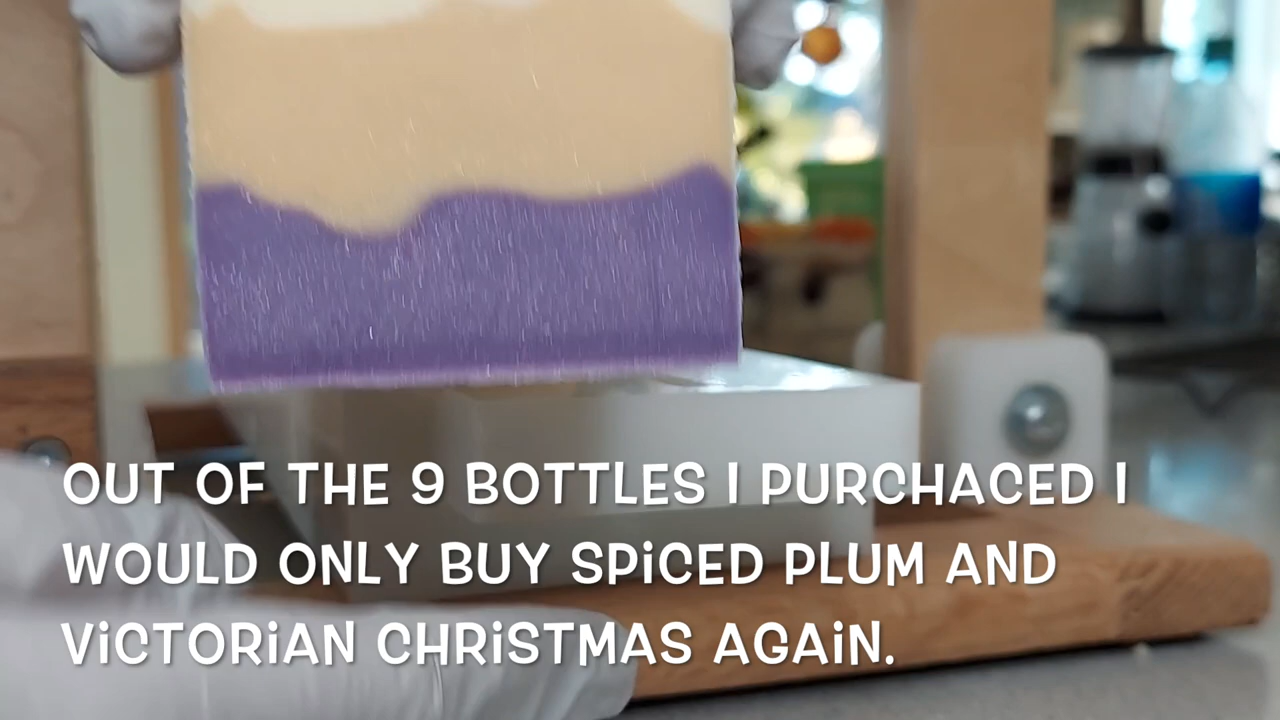 OUT OF THE 9 BOTTLES I PURCHACED I
WOULD ONLY BUY SPICED PLUM AND
VICTORIAN CHRISTMAS AGAIN.